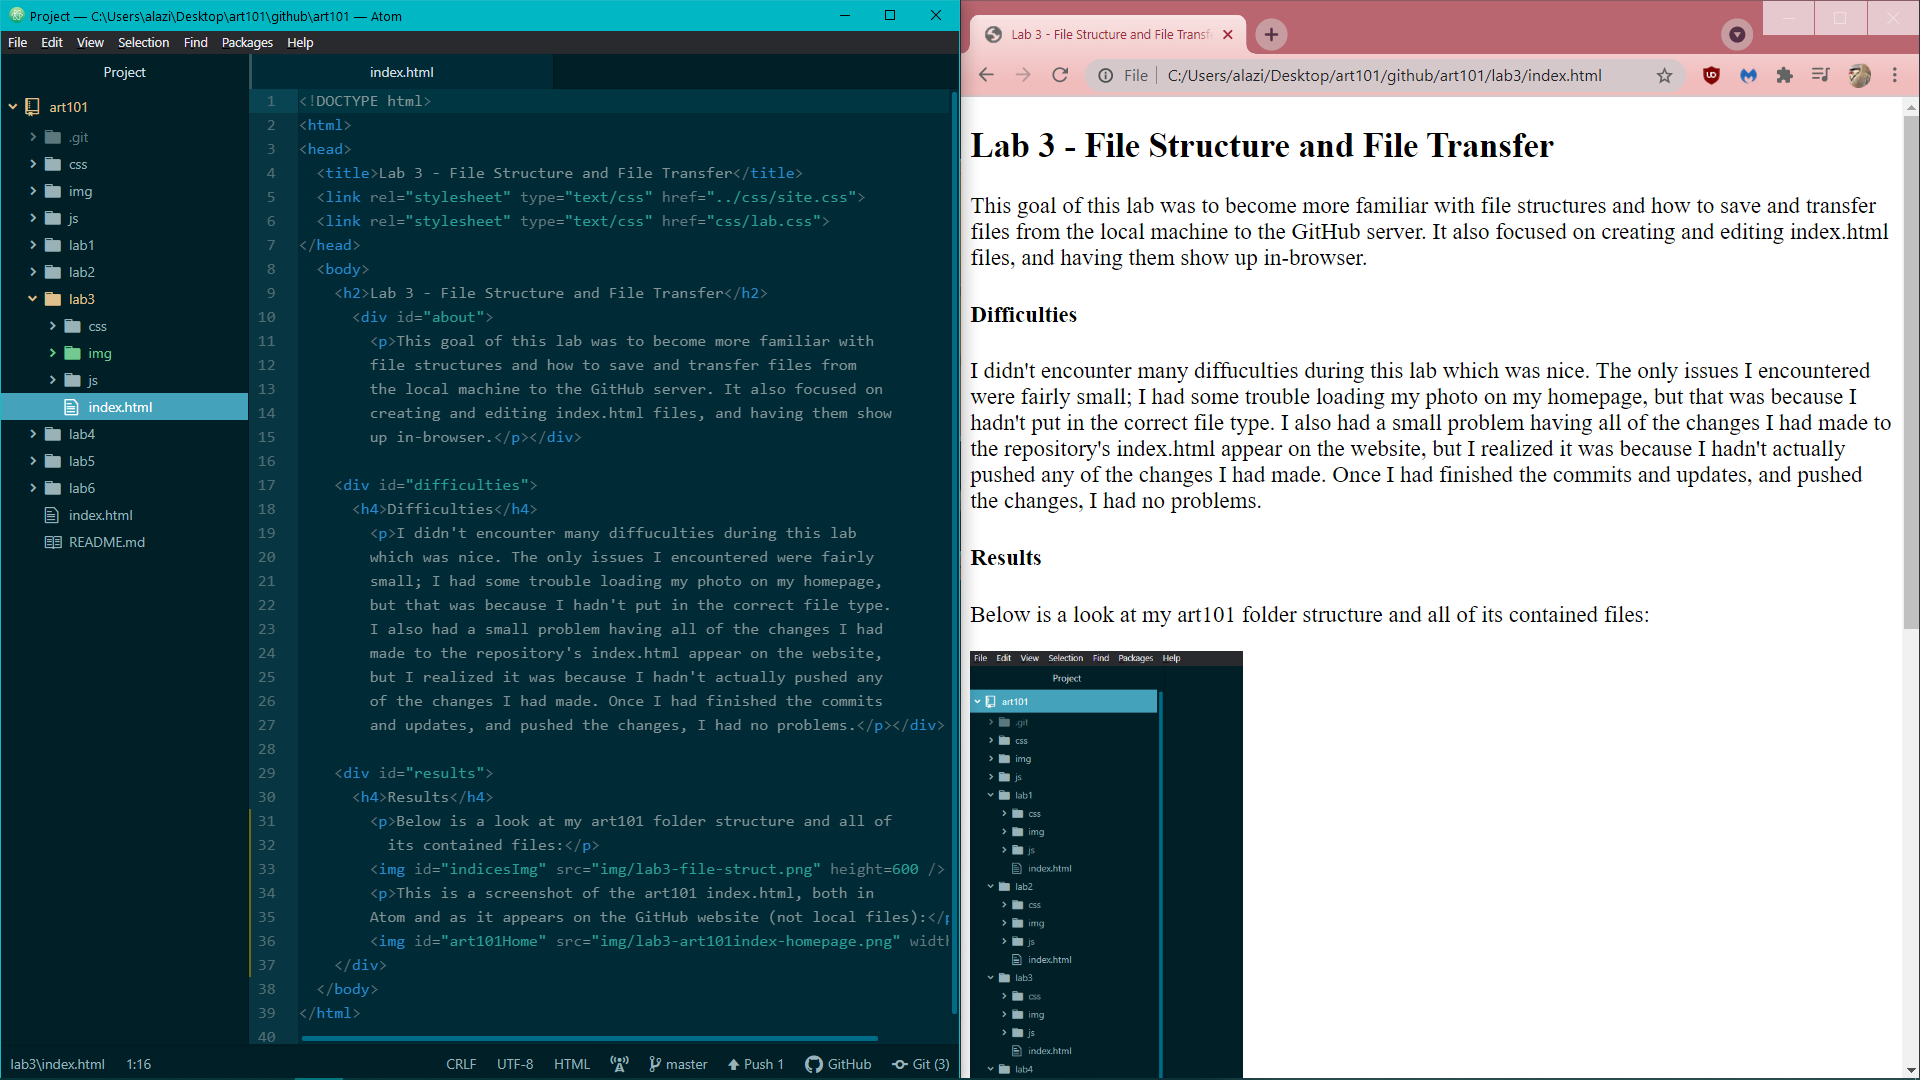 Project — C:\Users\alazi\Desktop\art101\github\art101 — Atom
File Edit View Selection Find Packages Help
Project
art101
.git
css
img
js
lab1
lab2
lab3
css
img
js
index.html
lab4
lab5
lab6
index.html
README.md
index.html
1 <!DOCTYPE html>
2 <html>
3 <head>
4 <title>Lab 3 - File Structure and File Transfer</title>
5 <link rel="stylesheet" type="text/css" href="../css/site.css">
6 <link rel="stylesheet" type="text/css" href="css/lab.css">
7 </head>
8 <body>
9 <h2>Lab 3 - File Structure and File Transfer</h2>
10 <div id="about">
11 <p>This goal of this lab was to become more familiar with
12 file structures and how to save and transfer files from
13 the local machine to the GitHub server. It also focused on
14 creating and editing index.html files, and having them show
15 up in-browser.</p></div>
16
17 <div id="difficulties">
18 <h4>Difficulties</h4>
19 <p>I didn't encounter many diffuculties during this lab
20 which was nice. The only issues I encountered were fairly
21 small; I had some trouble loading my photo on my homepage,
22 but that was because I hadn't put in the correct file type.
23 I also had a small problem having all of the changes I had
24 made to the repository's index.html appear on the website,
25 but I realized it was because I hadn't actually pushed any
26 of the changes I had made. Once I had finished the commits
27 and updates, and pushed the changes, I had no problems.</p></div>
28
29 <div id="results">
30 <h4>Results</h4>
31 <p>Below is a look at my art101 folder structure and all of
32 its contained files:</p>
33 <img id="indicesImg" src="img/lab3-file-struct.png" height=600 />
34 <p>This is a screenshot of the art101 index.html, both in
35 Atom and as it appears on the GitHub website (not local files):</p
36 <img id="art101Home" src="img/lab3-art101index-homepage.png" width
37 </div>
38 </body>
39 </html>
40
lab3\index.html 1:16 CRLF UTF-8 HTML master Push 1 GitHub Git (3)
Lab 3 - File Structure and File Transf
File C:/Users/alazi/Desktop/art101/github/art101/lab3/index.html
Lab 3 - File Structure and File Transfer
This goal of this lab was to become more familiar with file structures and how to save and transfer
files from the local machine to the GitHub server. It also focused on creating and editing index.html
files, and having them show up in-browser.
Difficulties
I didn't encounter many diffuculties during this lab which was nice. The only issues I encountered
were fairly small; I had some trouble loading my photo on my homepage, but that was because I
hadn't put in the correct file type. I also had a small problem having all of the changes I had made to
the repository's index.html appear on the website, but I realized it was because I hadn't actually
pushed any of the changes I had made. Once I had finished the commits and updates, and pushed
the changes, I had no problems.
Results
Below is a look at my art101 folder structure and all of its contained files:
File Edit View Selection Find Packages Help
Project
art101
.git
css
img
js
lab1
css
img
js
index.html
lab2
css
img
js
index.html
lab3
css
img
js
index.html
lab4